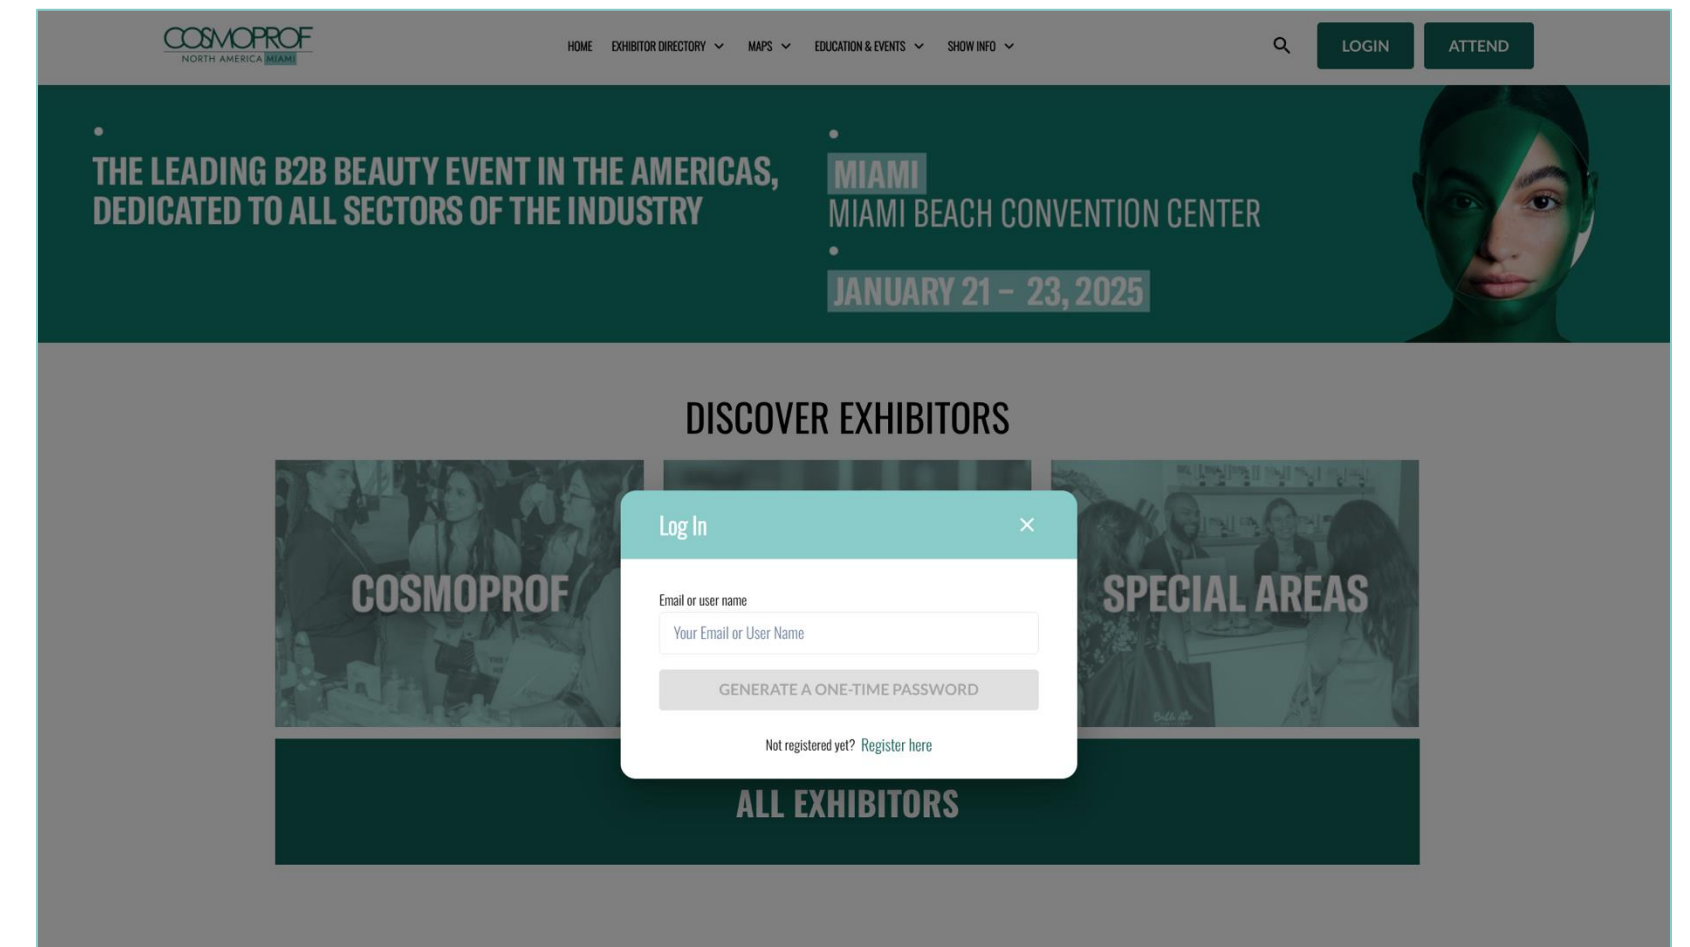 COSMOPROF
NORTH AMERICA MIAMI
HOME EXHIBITOR DIRECTORY MAPS EDUCATION & EVENTS SHOW INFO
LOGIN
ATTEND
THE LEADING B2B BEAUTY EVENT IN THE AMERICAS,
DEDICATED TO ALL SECTORS OF THE INDUSTRY
MIAMI
MIAMI BEACH CONVENTION CENTER
JANUARY 21 – 23, 2025
DISCOVER EXHIBITORS
COSMOPROF
SPECIAL AREAS
Log In
Email or user name
Your Email or User Name
GENERATE A ONE-TIME PASSWORD
Not registered yet? Register here
ALL EXHIBITORS